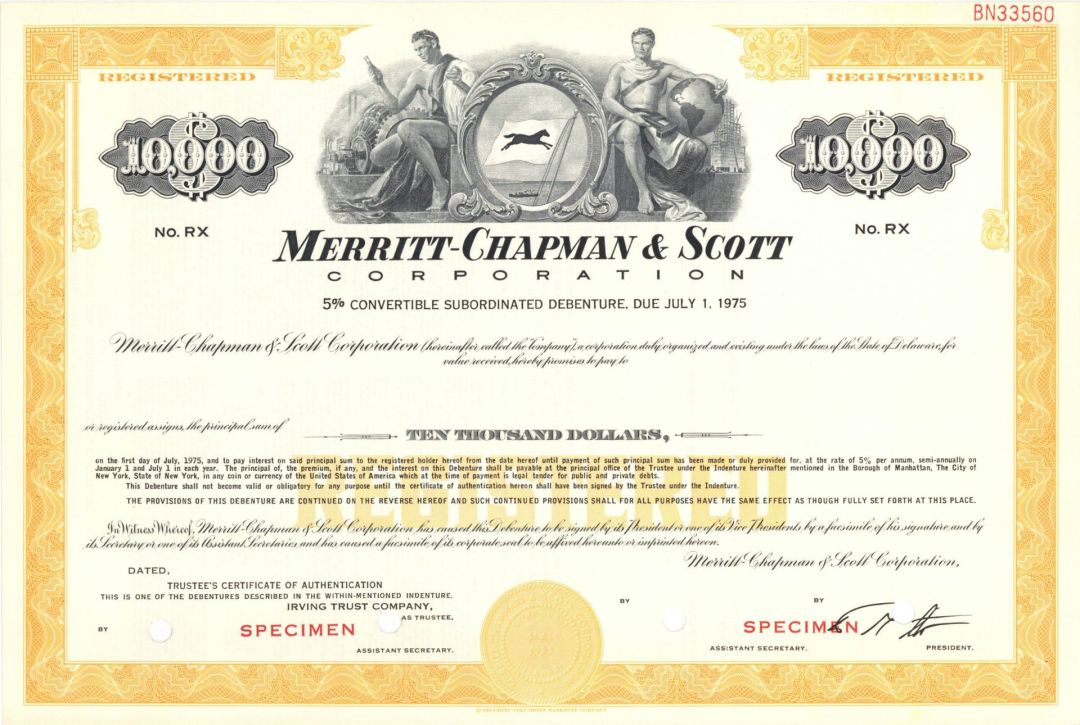 BN33560
REGISTERED REGISTERED
$10,000 $10,000
No. RX No. RX
MERRITT-CHAPMAN & SCOTT
CORPORATION
5% CONVERTIBLE SUBORDINATED DEBENTURE, DUE JULY 1, 1975
Merritt-Chapman & Scott Corporation (hereinafter called the "Company"), a corporation duly organized and existing under the laws of the State of Delaware, for
value received, hereby promises to pay to
or registered assigns, the principal sum of TEN THOUSAND DOLLARS,
on the first day of July, 1975, and to pay interest on said principal sum to the registered holder hereof from the date hereof until payment of such principal sum has been made or duly provided for, at the rate of 5% per annum, semi-annually on
January 1 and July 1 in each year. The principal of, the premium, if any, and the interest on this Debenture shall be payable at the principal office of the Trustee under the Indenture hereinafter mentioned in the Borough of Manhattan, The City of
New York, State of New York, in any coin or currency of the United States of America which at the time of payment is legal tender for public and private debts.
This Debenture shall not become valid or obligatory for any purpose until the certificate of authentication hereon shall have been signed by the Trustee under the Indenture.
REGISTERED
THE PROVISIONS OF THIS DEBENTURE ARE CONTINUED ON THE REVERSE HEREOF AND SUCH CONTINUED PROVISIONS SHALL FOR ALL PURPOSES HAVE THE SAME EFFECT AS THOUGH FULLY SET FORTH AT THIS PLACE.
In Witness Whereof, Merritt-Chapman & Scott Corporation has caused this Debenture to be signed by its President or one of its Vice Presidents by a facsimile of his signature and by
its Secretary or one of its Assistant Secretaries and has caused a facsimile of its corporate seal to be affixed hereunto or imprinted hereon.
Merritt-Chapman & Scott Corporation,
DATED,
TRUSTEE'S CERTIFICATE OF AUTHENTICATION
THIS IS ONE OF THE DEBENTURES DESCRIBED IN THE WITHIN-MENTIONED INDENTURE.
IRVING TRUST COMPANY,
AS TRUSTEE,
BY BY
BY SPECIMEN SPECIMEN
ASSISTANT SECRETARY. ASSISTANT SECRETARY. PRESIDENT.
© SECURITY-COLUMBIAN BANKNOTE COMPANY